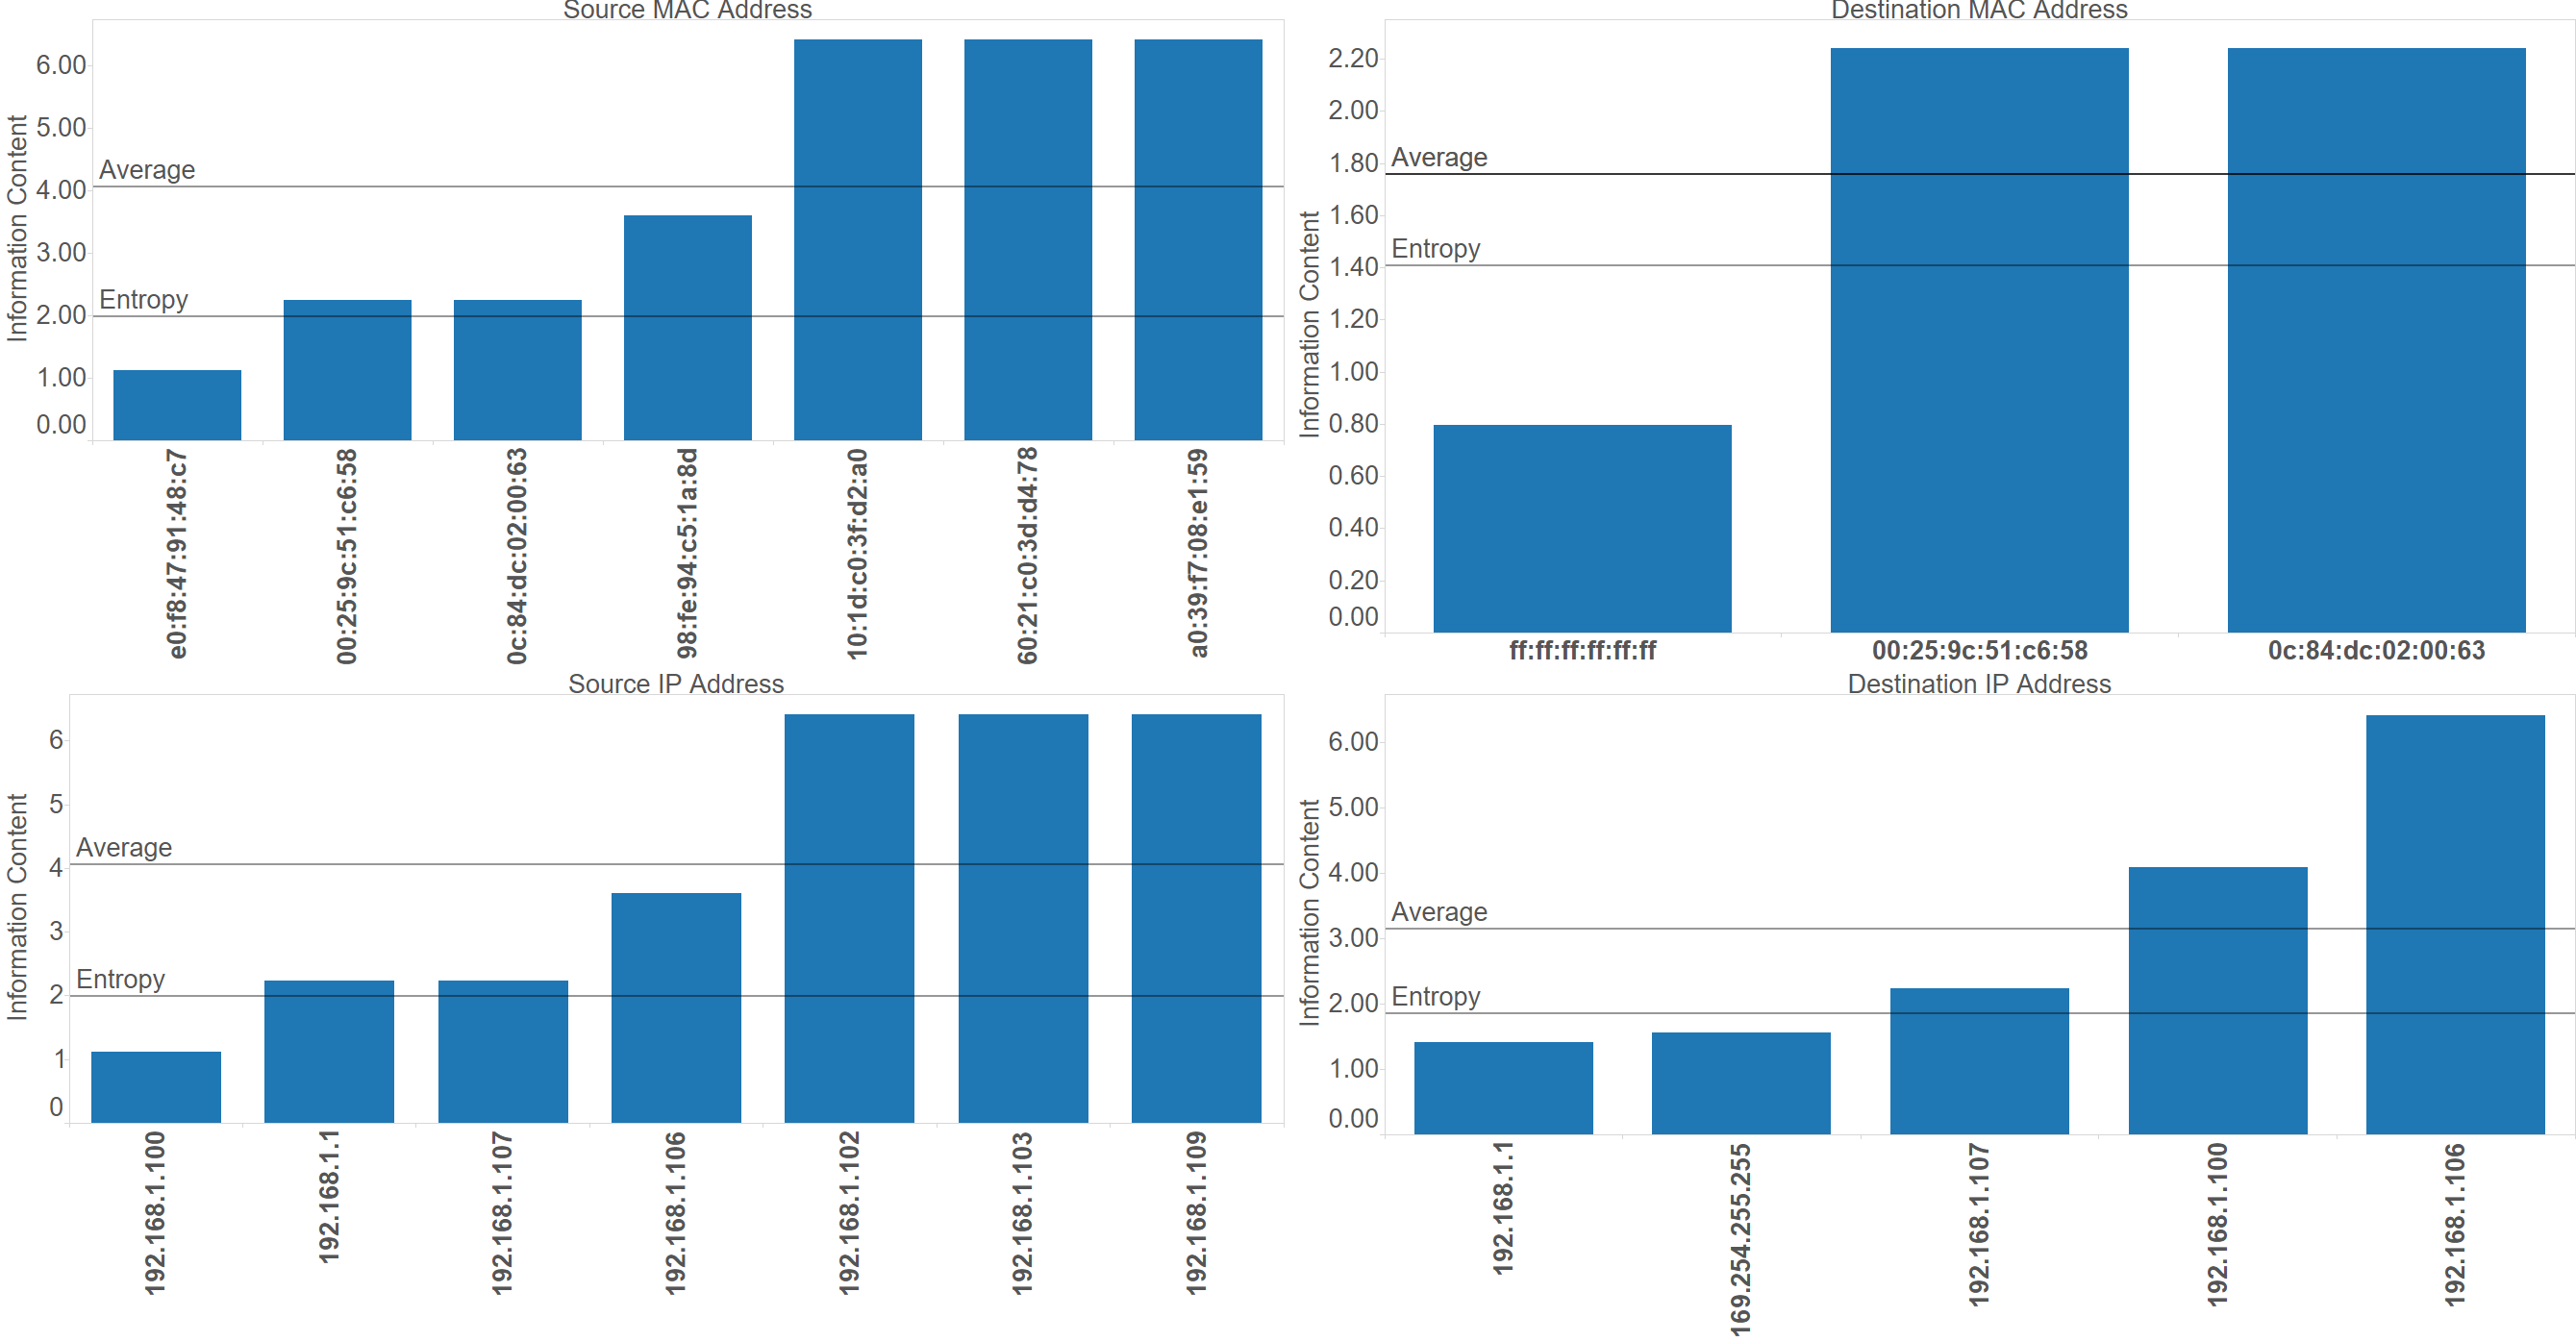 Source MAC Address
Information Content
6.00
5.00
4.00
3.00
2.00
1.00
0.00
Average
Entropy
e0:f8:47:91:48:c7
00:25:9c:51:c6:58
0c:84:dc:02:00:63
98:fe:94:c5:1a:8d
10:1d:c0:3f:d2:a0
60:21:c0:3d:d4:78
a0:39:f7:08:e1:59
Destination MAC Address
Information Content
2.20
2.00
1.80
1.60
1.40
1.20
1.00
0.80
0.60
0.40
0.20
0.00
Average
Entropy
ff:ff:ff:ff:ff:ff
00:25:9c:51:c6:58
0c:84:dc:02:00:63
Source IP Address
Information Content
6
5
4
3
2
1
0
Average
Entropy
192.168.1.100
192.168.1.1
192.168.1.107
192.168.1.106
192.168.1.102
192.168.1.103
192.168.1.109
Destination IP Address
Information Content
6.00
5.00
4.00
3.00
2.00
1.00
0.00
Average
Entropy
192.168.1.1
169.254.255.255
192.168.1.107
192.168.1.100
192.168.1.106